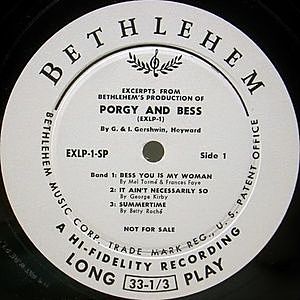 BETHLEHEM
EXCERPTS FROM
BETHLEHEM'S PRODUCTION OF
PORGY AND BESS
(EXLP-1)
By G. & I. Gershwin, Heyward
EXLP-1-SP Side 1
Band 1: BESS YOU IS MY WOMAN
By Mel Tormé & Frances Faye
2: IT AIN'T NECESSARILY SO
By George Kirby
3: SUMMERTIME
By Betty Roché
NOT FOR SALE
BETHLEHEM MUSIC CORP. TRADE MARK REG., U.S. PATENT OFFICE
A HI-FIDELITY RECORDING
LONG 33-1/3 PLAY